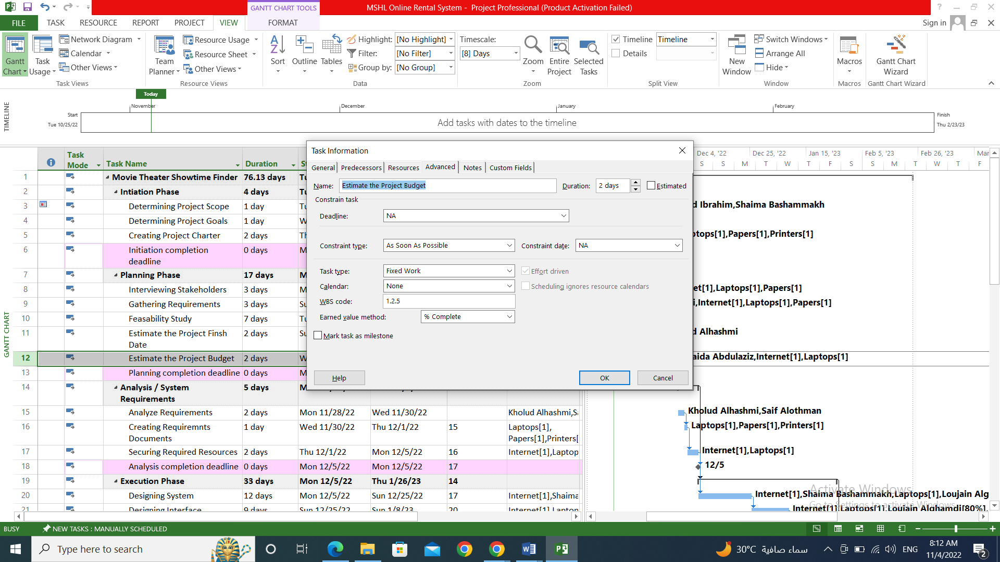 GANTT CHART TOOLS
MSHL Online Rental System - Project Professional (Product Activation Failed)
FILE TASK RESOURCE REPORT PROJECT VIEW FORMAT
Sign in
Gantt Chart
Task Usage
Network Diagram
Calendar
Other Views
Task Views
Team Planner
Resource Usage
Resource Sheet
Other Views
Resource Views
Sort
Outline
Tables
Highlight: [No Highlight]
Filter: [No Filter]
Group by: [No Group]
Data
Timescale:
[8] Days
Zoom
Entire Project
Selected Tasks
Zoom
Timeline Timeline
Details
Split View
New Window
Switch Windows
Arrange All
Hide
Window
Macros
Macros
Gantt Chart Wizard
Gantt Chart Wizard
TIMELINE
Today
November December January February
Start
Tue 10/25/22
Add tasks with dates to the timeline
Finish
Thu 2/23/23
GANTT CHART
Task Mode Task Name Duration
Dec 4, '22 Dec 25, '22 Jan 15, '23 Feb 5, '23 Feb 26, '23 Mar
S S M T W T F S S M T W T F
1 Movie Theater Showtime Finder 76.13 days Tu
2 Intiation Phase 4 days Tu
3 Determining Project Scope 1 day Tu
4 Determining Project Goals 1 day W
5 Creating Project Charter 2 days Th
6 Initiation completion deadline 0 days M
7 Planning Phase 17 days M
8 Interviewing Stakeholders 3 days M
9 Gathering Requirements 3 days Su
10 Feasability Study 7 days Tu
11 Estimate the Project Finsh Date 2 days Su
12 Estimate the Project Budget 2 days W
13 Planning completion deadline 0 days M
14 Analysis / System Requirements 5 days
15 Analyze Requirements 2 days Mon 11/28/22 Wed 11/30/22 Kholud Alhashmi,Sa
16 Creating Requiremnts Documents 1 day Wed 11/30/22 Thu 12/1/22 15 Laptops[1], Papers[1],Printers[
17 Securing Required Resources 2 days Thu 12/1/22 Mon 12/5/22 16 Internet[1],Laptop
18 Analysis completion deadline 0 days Mon 12/5/22 Mon 12/5/22 17
19 Execution Phase 33 days Mon 12/5/22 Thu 1/26/23 14
20 Designing System 12 days Mon 12/5/22 Sun 12/25/22 17 Internet[1],Shaima
21 Designing Interface 9 days Sun 12/25/22 Sun 1/8/23 20 Internet[1],Laptops
Task Information
General Predecessors Resources Advanced Notes Custom Fields
Name: Estimate the Project Budget Duration: 2 days Estimated
Constrain task
Deadline: NA
Constraint type: As Soon As Possible Constraint date: NA
Task type: Fixed Work Effort driven
Calendar: None Scheduling ignores resource calendars
WBS code: 1.2.5
Earned value method: % Complete
Mark task as milestone
Help OK Cancel
d Ibrahim,Shaima Bashammakh
ptops[1],Papers[1],Printers[1]
et[1],Laptops[1],Papers[1]
i,Internet[1],Laptops[1],Papers[1]
d Alhashmi
aida Abdulaziz,Internet[1],Laptops[1]
Kholud Alhashmi,Saif Alothman
Laptops[1],Papers[1],Printers[1]
Internet[1],Laptops[1]
12/5
Internet[1],Shaima Bashammakh,Laptops[1],Loujain Alg
Internet[1],Laptops[1],Loujain Alghamdi[80%],
Activate Windows
Go to Settings to activate Windows.
BUSY NEW TASKS : MANUALLY SCHEDULED
Type here to search
30°C سماء صافية
ENG
8:12 AM
11/4/2022
2